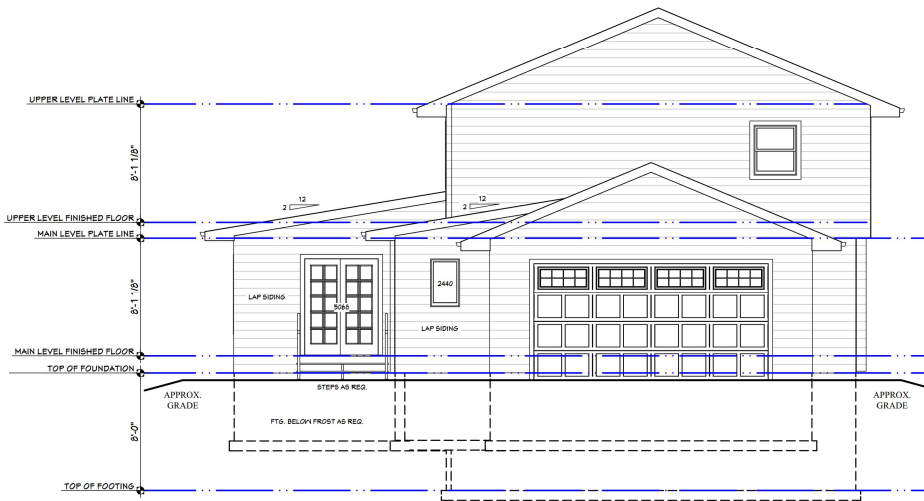 UPPER LEVEL PLATE LINE
8'-1 1/8"
12
2
12
2
UPPER LEVEL FINISHED FLOOR
MAIN LEVEL PLATE LINE
8'-1 1/8"
2440
LAP SIDING
5068
LAP SIDING
MAIN LEVEL FINISHED FLOOR
TOP OF FOUNDATION
STEPS AS REQ.
APPROX.
GRADE
APPROX.
GRADE
FTG. BELOW FROST AS REQ.
8'-0"
TOP OF FOOTING